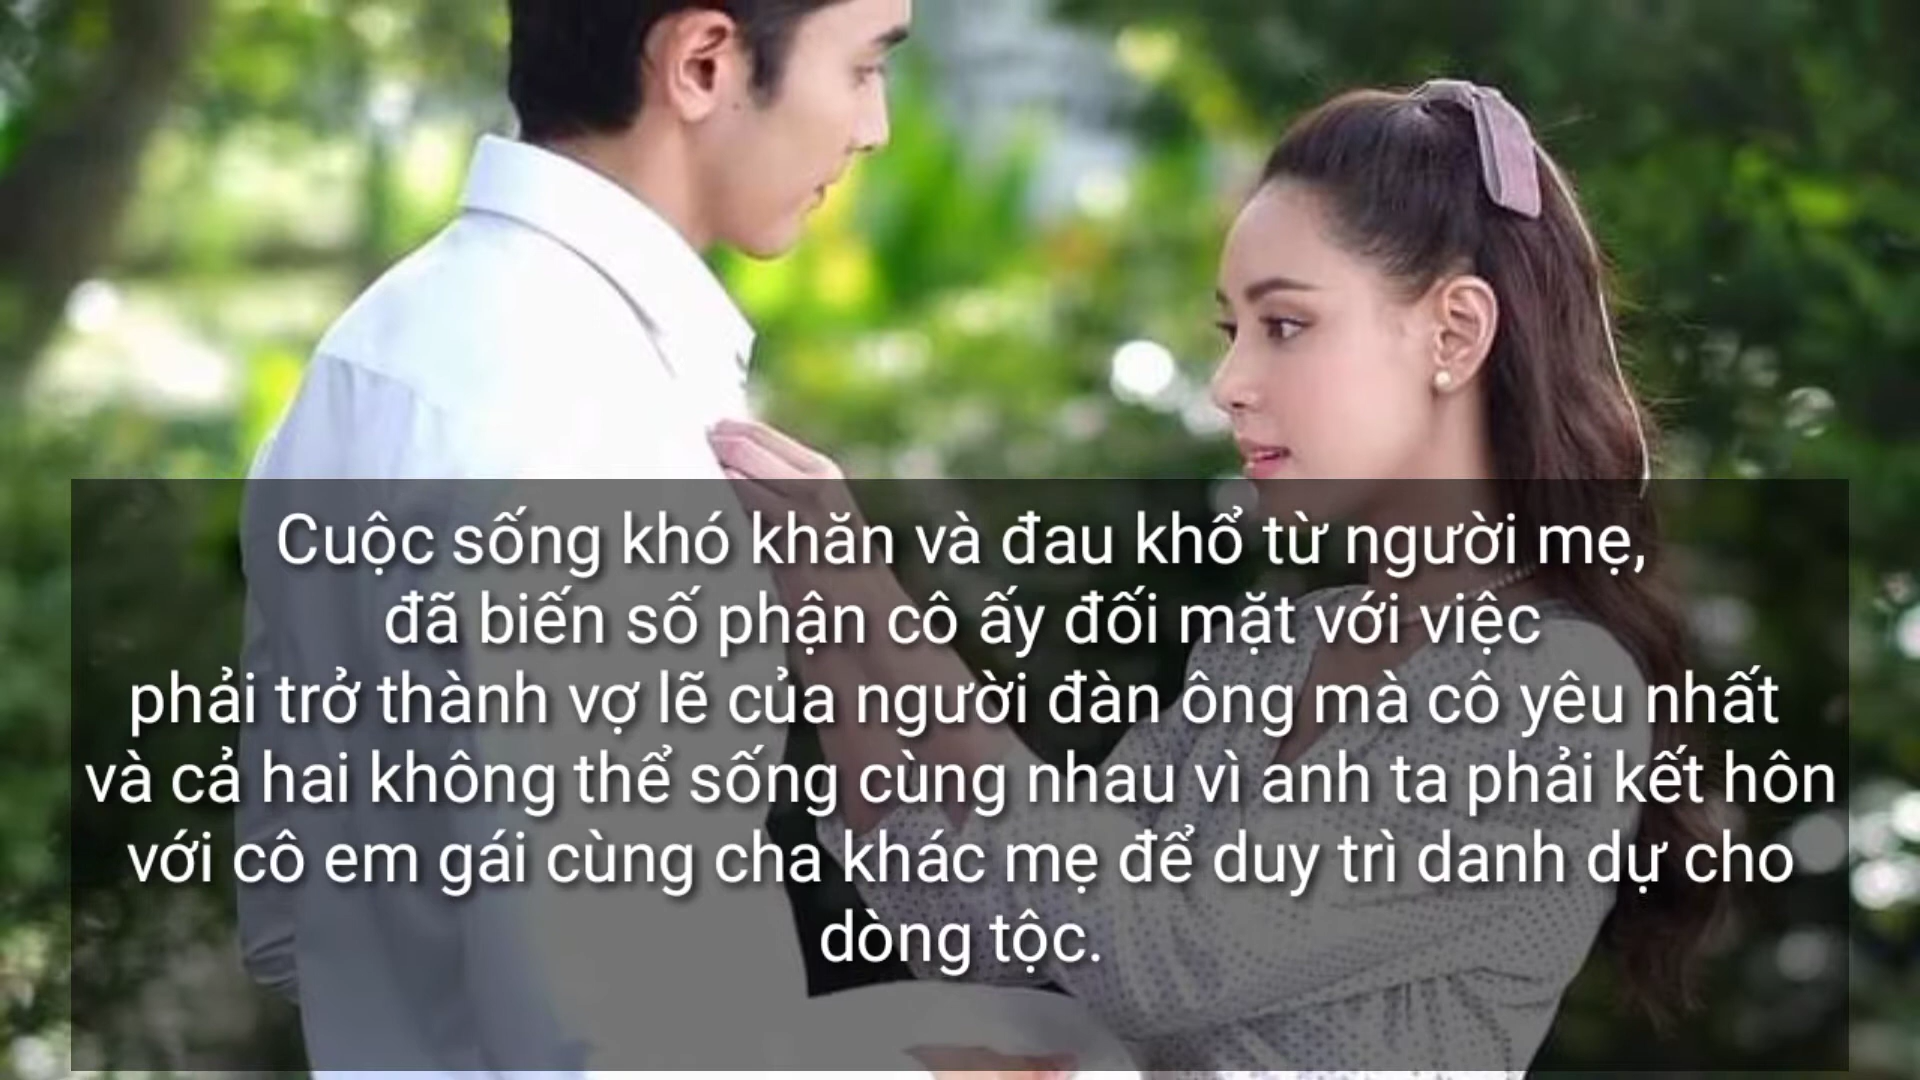 Cuộc sống khó khăn và đau khổ từ người mẹ,
đã biến số phận cô ấy đối mặt với việc
phải trở thành vợ lẽ của người đàn ông mà cô yêu nhất
và cả hai không thể sống cùng nhau vì anh ta phải kết hôn
với cô em gái cùng cha khác mẹ để duy trì danh dự cho
dòng tộc.